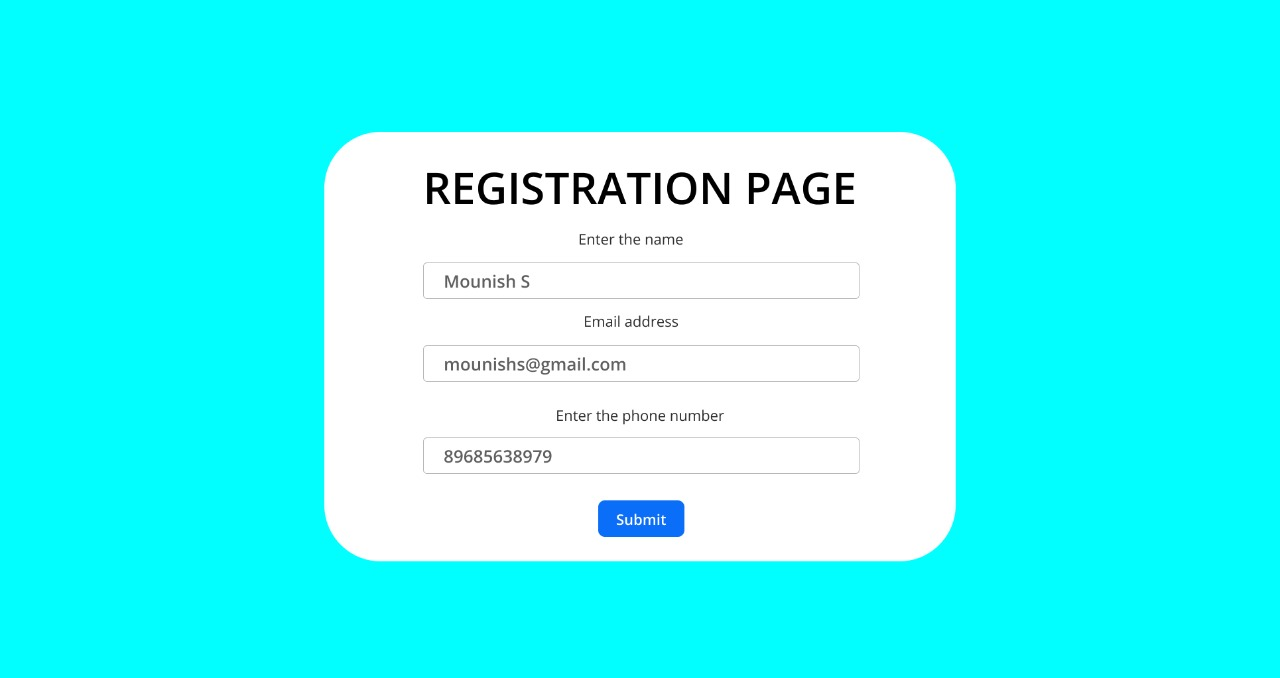 REGISTRATION PAGE
Enter the name
Mounish S
Email address
mounishs@gmail.com
Enter the phone number
89685638979
Submit